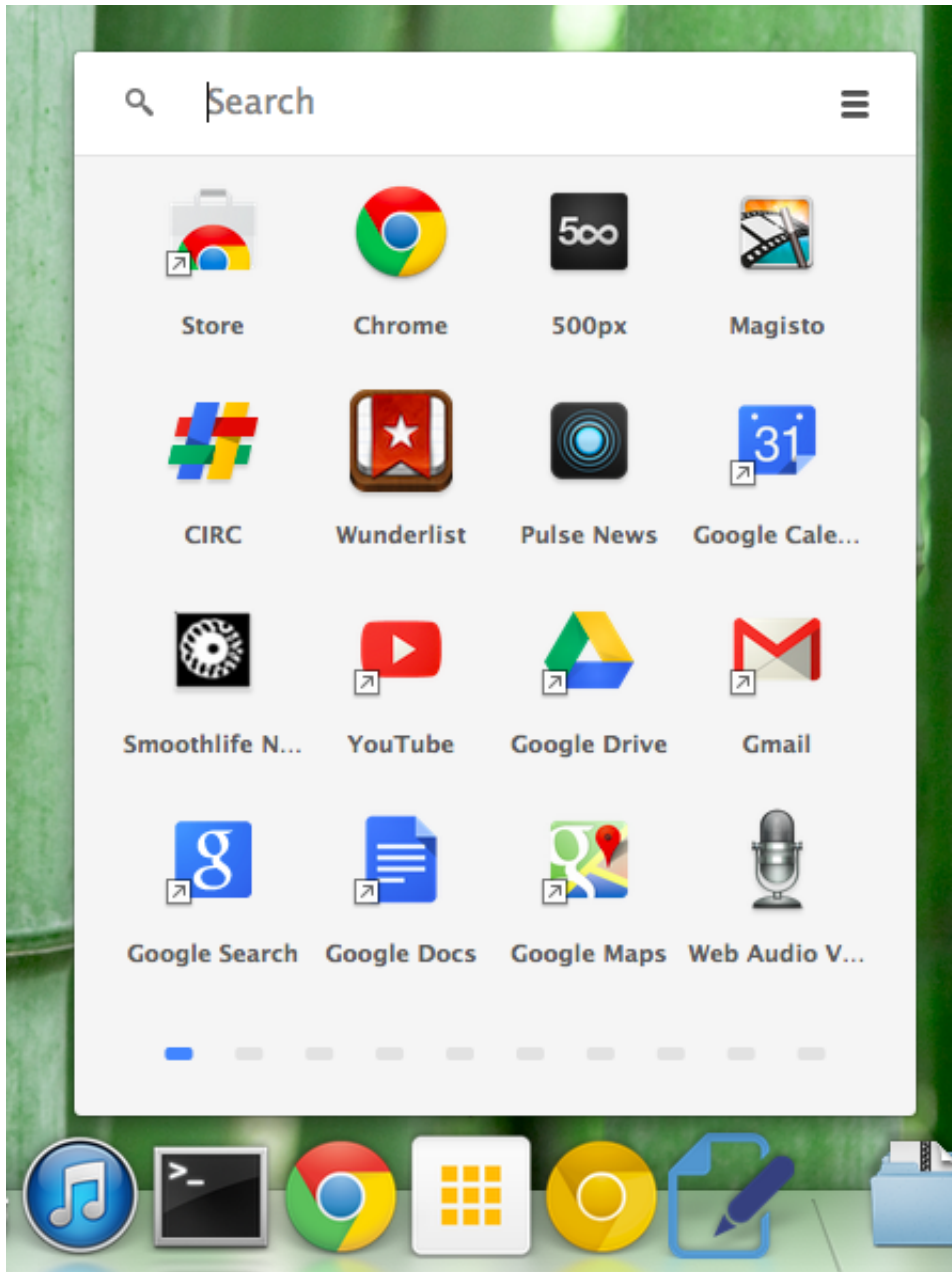 Search
Store Chrome 500px Magisto
31
CIRC Wunderlist Pulse News Google Cale...
Smoothlife N... YouTube Google Drive Gmail
g g
Google Search Google Docs Google Maps Web Audio V...
>_